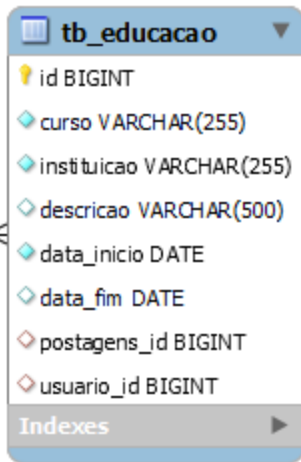 tb_educacao
id BIGINT
curso VARCHAR(255)
instituicao VARCHAR(255)
descricao VARCHAR(500)
data_inicio DATE
data_fim DATE
postagens_id BIGINT
usuario_id BIGINT
Indexes